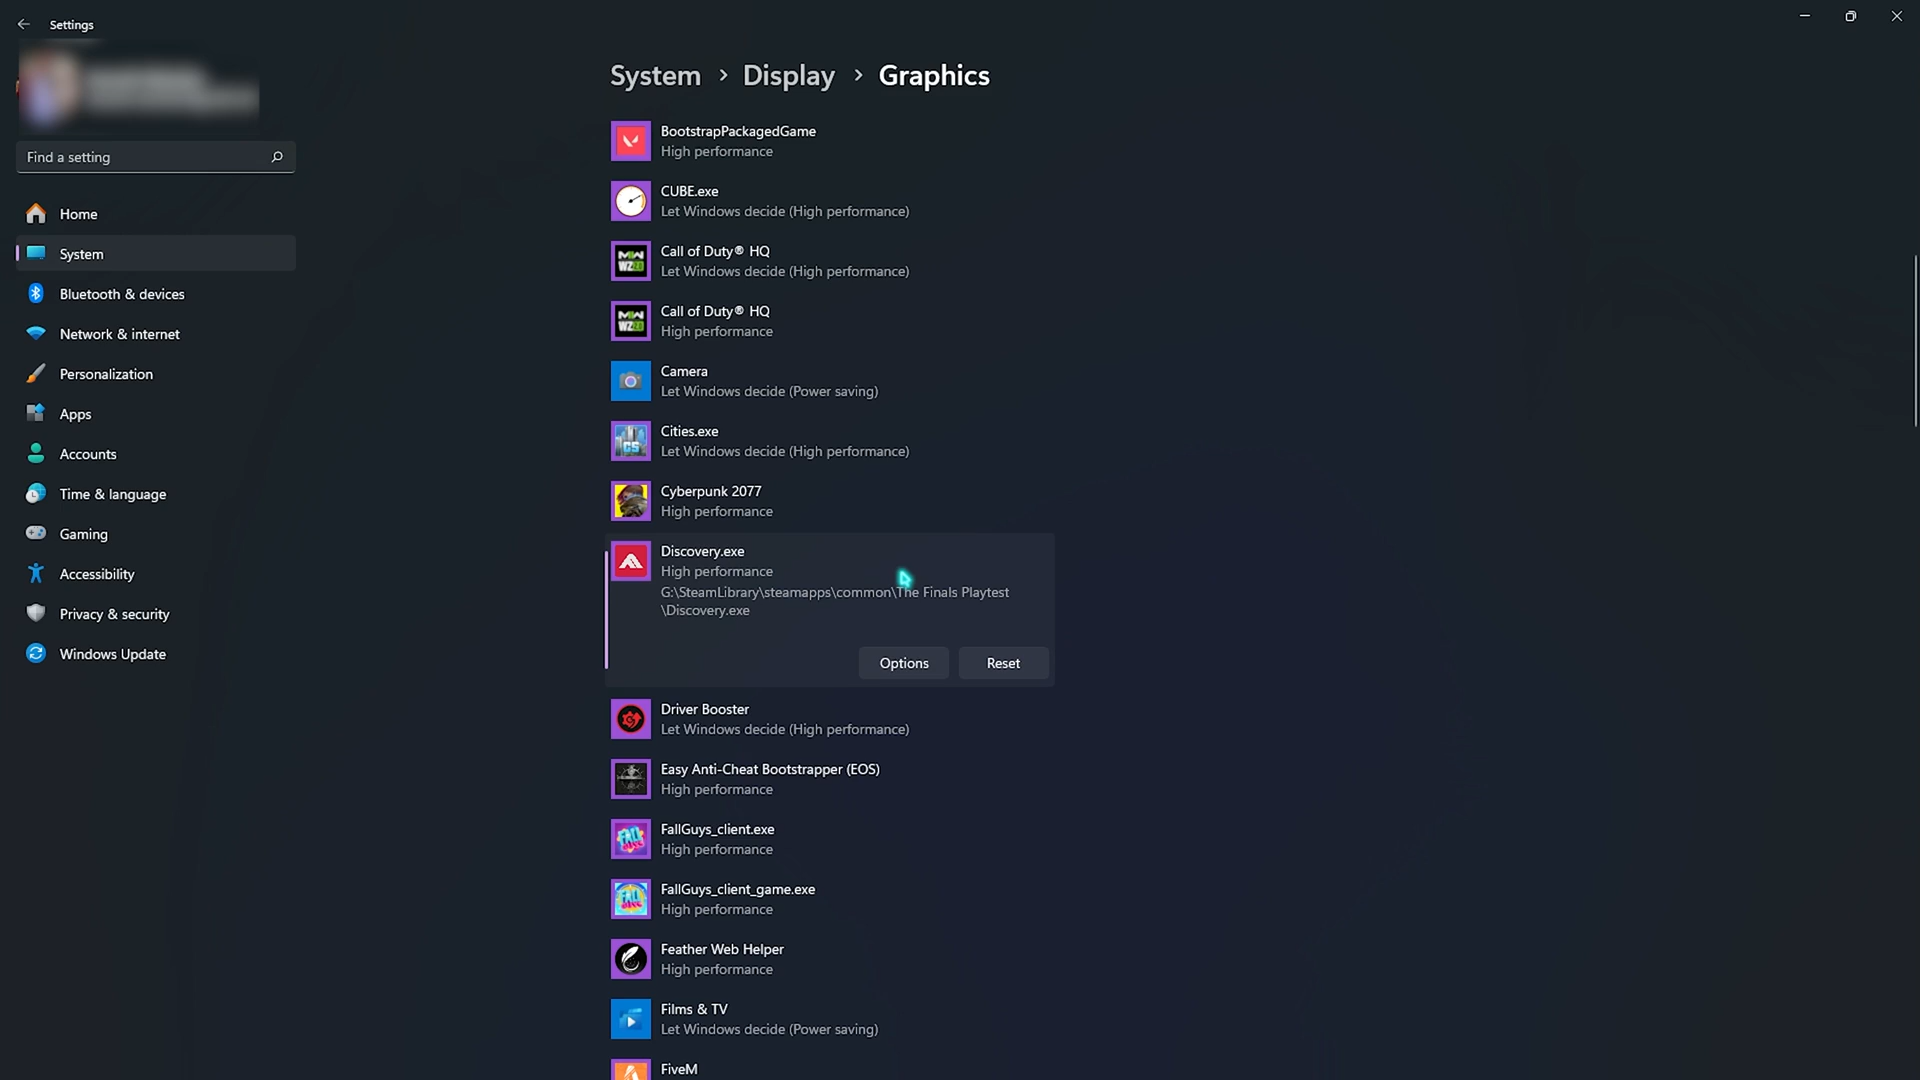 Settings
Find a setting
Home
System
Bluetooth & devices
Network & internet
Personalization
Apps
Accounts
Time & language
Gaming
Accessibility
Privacy & security
Windows Update
System > Display > Graphics
BootstrapPackagedGame
High performance
CUBE.exe
Let Windows decide (High performance)
Call of Duty® HQ
Let Windows decide (High performance)
Call of Duty® HQ
High performance
Camera
Let Windows decide (Power saving)
Cities.exe
Let Windows decide (High performance)
Cyberpunk 2077
High performance
Discovery.exe
High performance
G:\SteamLibrary\steamapps\common\The Finals Playtest
\Discovery.exe
Options Reset
Driver Booster
Let Windows decide (High performance)
Easy Anti-Cheat Bootstrapper (EOS)
High performance
FallGuys_client.exe
High performance
FallGuys_client_game.exe
High performance
Feather Web Helper
High performance
Films & TV
Let Windows decide (Power saving)
FiveM